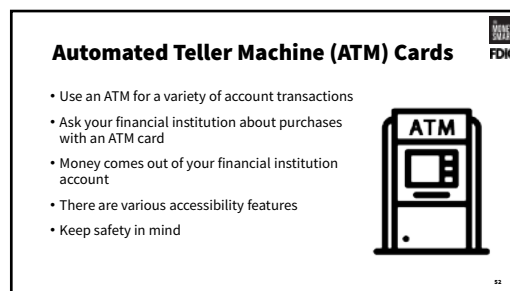 MONEY
SMART
FDIC
Automated Teller Machine (ATM) Cards
• Use an ATM for a variety of account transactions
• Ask your financial institution about purchases
with an ATM card
• Money comes out of your financial institution
account
• There are various accessibility features
• Keep safety in mind
ATM
52